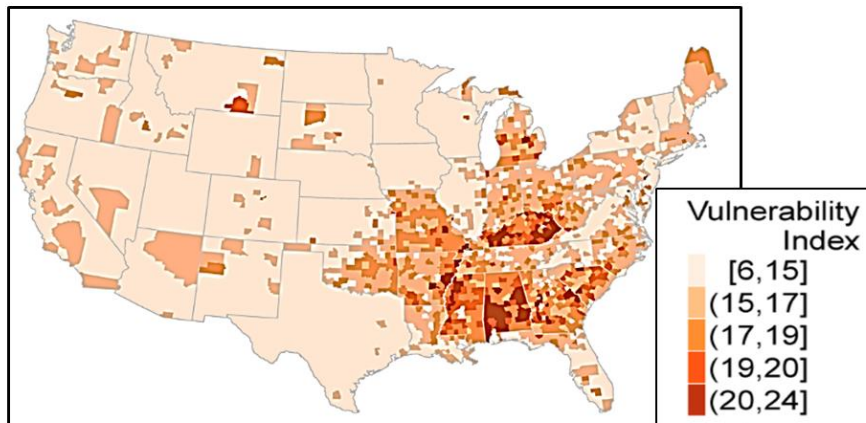 Vulnerability
Index
[6,15]
(15,17]
(17,19]
(19,20]
(20,24]